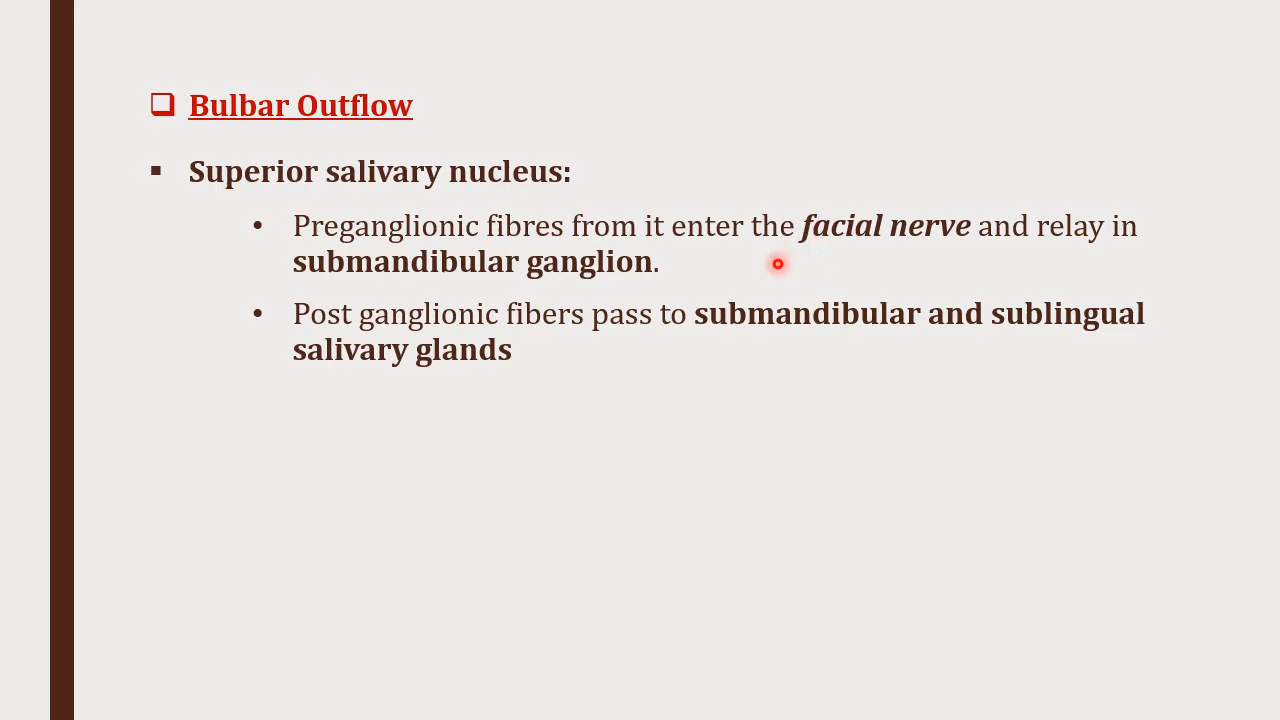 ❑ Bulbar Outflow
▪ Superior salivary nucleus:
• Preganglionic fibres from it enter the facial nerve and relay in
submandibular ganglion.
• Post ganglionic fibers pass to submandibular and sublingual
salivary glands